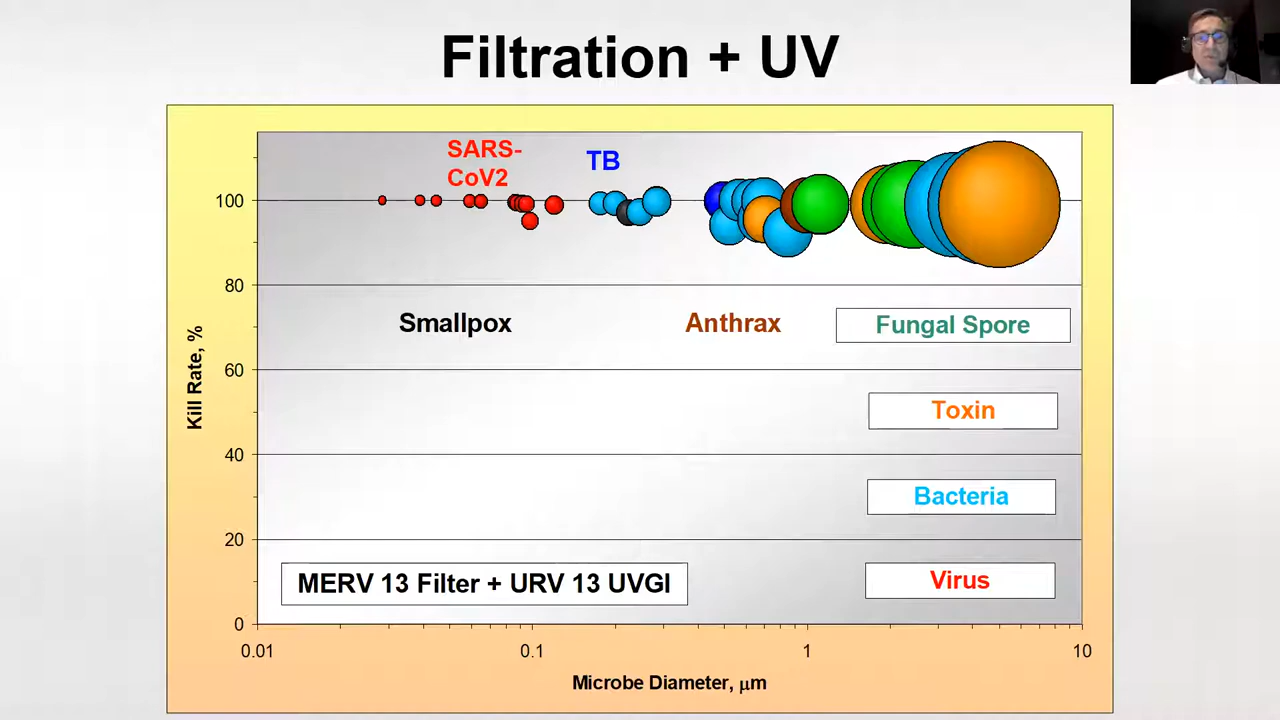 Filtration + UV
SARS-
CoV2
TB
100
80
Smallpox
Anthrax
Fungal Spore
Kill Rate, %
60
Toxin
40
Bacteria
20
MERV 13 Filter + URV 13 UVGI
Virus
0
0.01
0.1
1
10
Microbe Diameter, μm